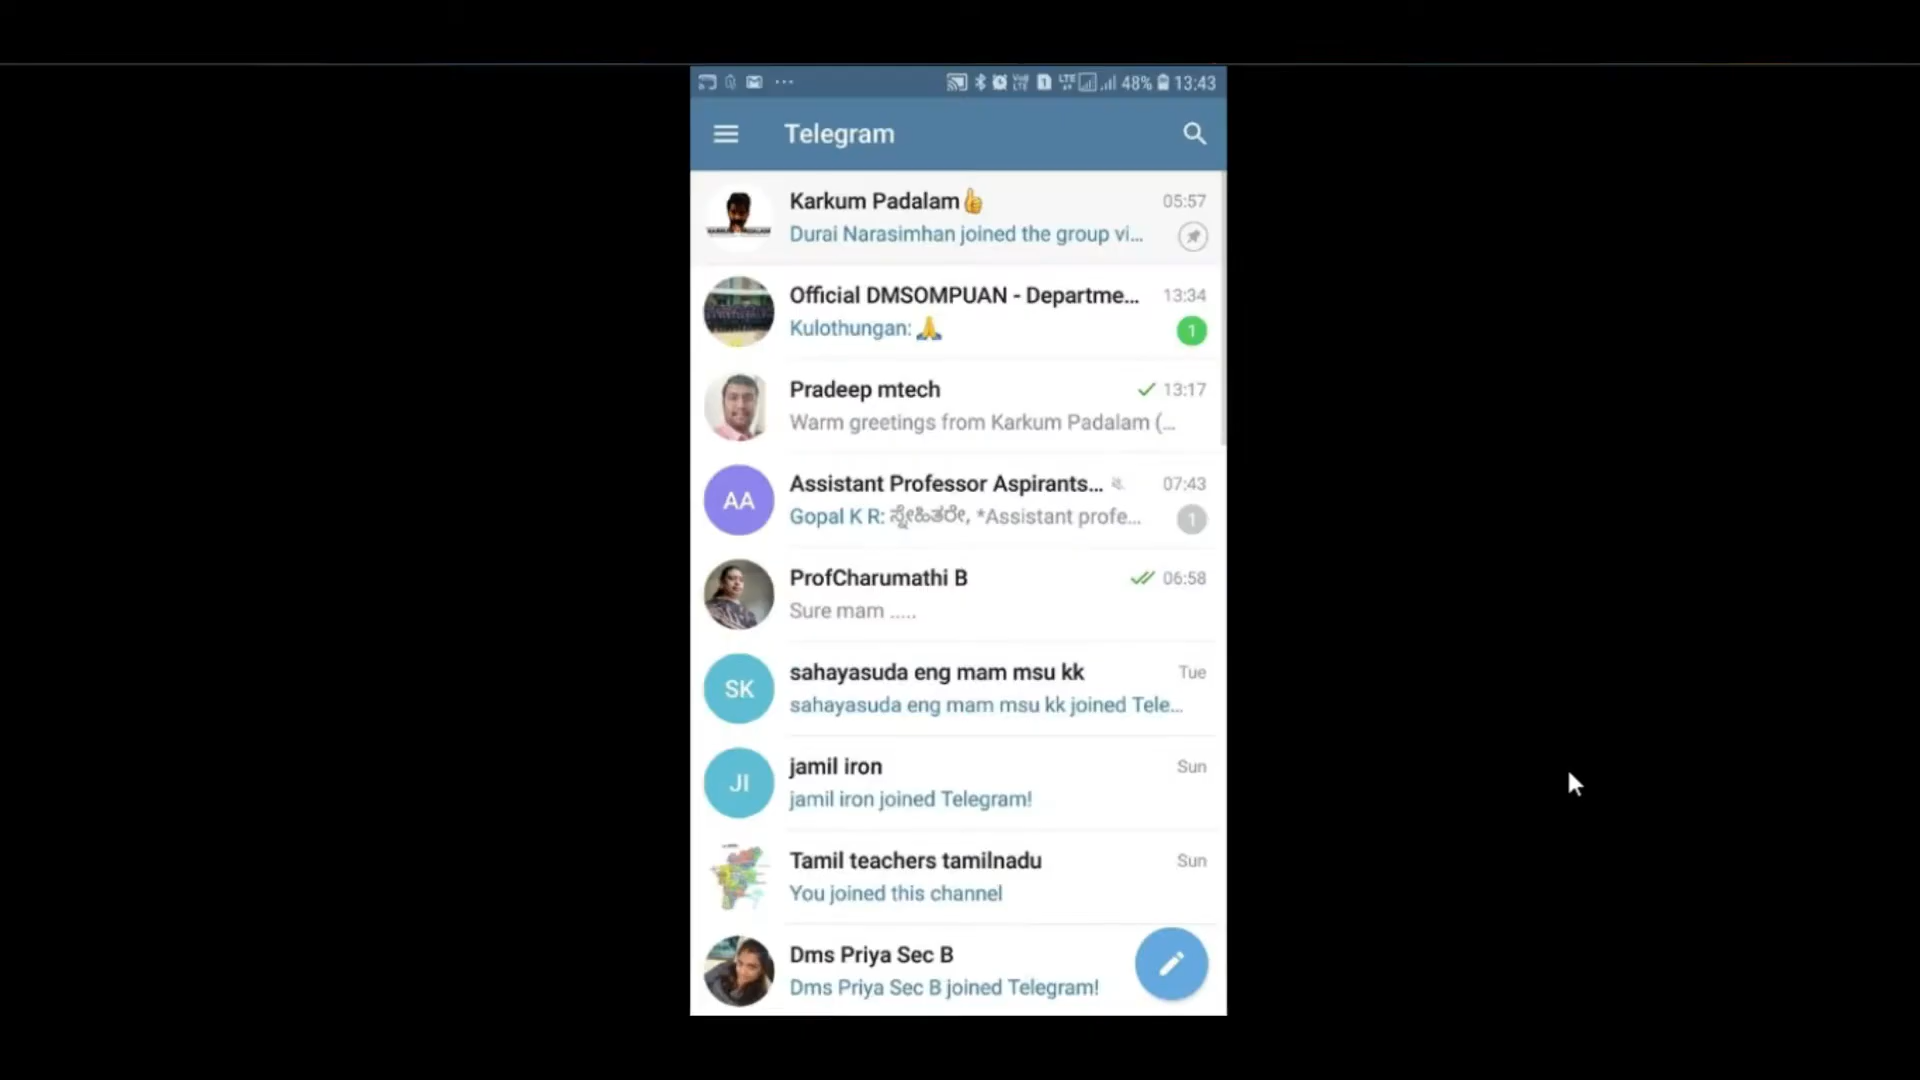 48% 13:43
Telegram
Karkum Padalam👍 05:57
Durai Narasimhan joined the group vi...
Official DMSOMPUAN - Departme... 13:34
Kulothungan: 🙏 1
Pradeep mtech 13:17
Warm greetings from Karkum Padalam (...
AA
Assistant Professor Aspirants... 07:43
Gopal K R: ಸ್ನೇಹಿತರೇ, *Assistant profe... 1
ProfCharumathi B 06:58
Sure mam .....
SK
sahayasuda eng mam msu kk Tue
sahayasuda eng mam msu kk joined Tele...
JI
jamil iron Sun
jamil iron joined Telegram!
Tamil teachers tamilnadu Sun
You joined this channel
Dms Priya Sec B
Dms Priya Sec B joined Telegram!